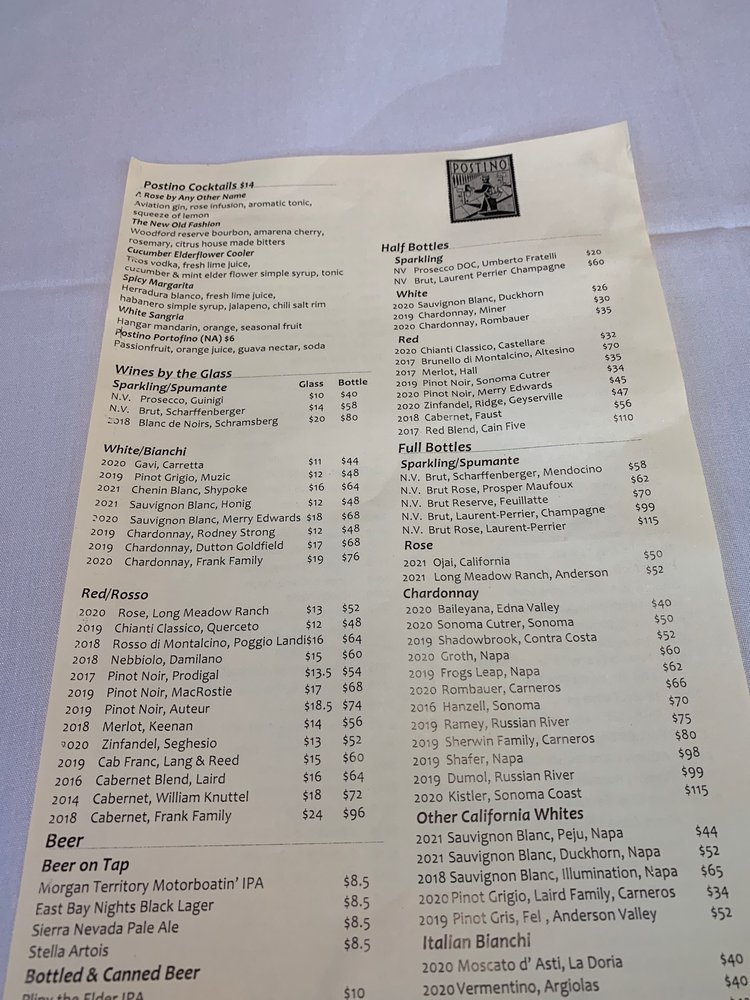 Postino Cocktails $14
A Rose by Any Other Name
Aviation gin, rose infusion, aromatic tonic,
squeeze of lemon
The New Old Fashion
Woodford reserve bourbon, amarena cherry,
rosemary, citrus house made bitters
Cucumber Elderflower Cooler
Titos vodka, fresh lime juice,
cucumber & mint elder flower simple syrup, tonic
Spicy Margarita
Herradura blanco, fresh lime juice,
habanero simple syrup, jalapeno, chili salt rim
White Sangria
Hangar mandarin, orange, seasonal fruit
Postino Portofino (NA) $6
Passionfruit, orange juice, guava nectar, soda
Wines by the Glass
Sparkling/Spumante Glass Bottle
N.V. Prosecco, Guinigi $10 $40
N.V. Brut, Scharffenberger $14 $58
2018 Blanc de Noirs, Schramsberg $20 $80
White/Bianchi
2020 Gavi, Carretta $11 $44
2019 Pinot Grigio, Muzic $12 $48
2021 Chenin Blanc, Shypoke $16 $64
2021 Sauvignon Blanc, Honig $12 $48
2020 Sauvignon Blanc, Merry Edwards $18 $68
2019 Chardonnay, Rodney Strong $12 $48
2019 Chardonnay, Dutton Goldfield $17 $68
2020 Chardonnay, Frank Family $19 $76
Red/Rosso
2020 Rose, Long Meadow Ranch $13 $52
2019 Chianti Classico, Querceto $12 $48
2018 Rosso di Montalcino, Poggio Landi $16 $64
2018 Nebbiolo, Damilano $15 $60
2017 Pinot Noir, Prodigal $13.5 $54
2019 Pinot Noir, MacRostie $17 $68
2019 Pinot Noir, Auteur $18.5 $74
2018 Merlot, Keenan $14 $56
2020 Zinfandel, Seghesio $13 $52
2019 Cab Franc, Lang & Reed $15 $60
2016 Cabernet Blend, Laird $16 $64
2014 Cabernet, William Knuttel $18 $72
2018 Cabernet, Frank Family $24 $96
Beer
Beer on Tap
Morgan Territory Motorboatin' IPA $8.5
East Bay Nights Black Lager $8.5
Sierra Nevada Pale Ale $8.5
Stella Artois $8.5
Bottled & Canned Beer
Pliny the Elder IPA $10
POSTINO
Half Bottles
Sparkling
NV Prosecco DOC, Umberto Fratelli $20
NV Brut, Laurent Perrier Champagne $60
White
2020 Sauvignon Blanc, Duckhorn $26
2019 Chardonnay, Miner $30
2020 Chardonnay, Rombauer $35
Red
2020 Chianti Classico, Castellare $32
2017 Brunello di Montalcino, Altesino $70
2017 Merlot, Hall $35
2019 Pinot Noir, Sonoma Cutrer $34
2020 Pinot Noir, Merry Edwards $45
2020 Zinfandel, Ridge, Geyserville $47
2018 Cabernet, Faust $56
2017 Red Blend, Cain Five $110
Full Bottles
Sparkling/Spumante
N.V. Brut, Scharffenberger, Mendocino $58
N.V. Brut Rose, Prosper Maufoux $62
N.V. Brut Reserve, Feuillatte $70
N.V. Brut, Laurent-Perrier, Champagne $99
N.V. Brut Rose, Laurent-Perrier $115
Rose
2021 Ojai, California $50
2021 Long Meadow Ranch, Anderson $52
Chardonnay
2020 Baileyana, Edna Valley $40
2020 Sonoma Cutrer, Sonoma $50
2019 Shadowbrook, Contra Costa $52
2020 Groth, Napa $60
2019 Frogs Leap, Napa $62
2020 Rombauer, Carneros $66
2016 Hanzell, Sonoma $70
2019 Ramey, Russian River $75
2019 Sherwin Family, Carneros $80
2019 Shafer, Napa $98
2019 Dumol, Russian River $99
2020 Kistler, Sonoma Coast $115
Other California Whites
2021 Sauvignon Blanc, Peju, Napa $44
2021 Sauvignon Blanc, Duckhorn, Napa $52
2018 Sauvignon Blanc, Illumination, Napa $65
2020 Pinot Grigio, Laird Family, Carneros $34
2019 Pinot Gris, Fel , Anderson Valley $52
Italian Bianchi
2020 Moscato d' Asti, La Doria $40
2020 Vermentino, Argiolas $40